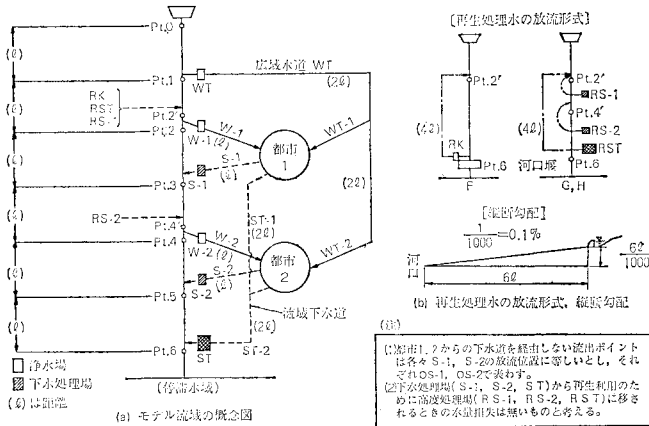 Pt.0
(ℓ)
Pt.1
広域水道 WT
(2ℓ)
WT
RK
RST
RS-1
(ℓ)
Pt.2'
Pt.2
W-1
W-1(ℓ)
WT-1
都市
1
S-1
(ℓ)
(ℓ)
Pt.3
S-1
(2ℓ)
RS-2
ST-1
(2ℓ)
(ℓ)
Pt.4'
Pt.4
W-2
W-2(ℓ)
WT-2
都市
2
S-2
(ℓ)
(ℓ)
Pt.5
S-2
流域下水道
(2ℓ)
(ℓ)
Pt.6
ST
ST-2
浄水場
下水処理場
(ℓ)は距離
(停滞水域)
(a) モデル流域の概念図
[再生処理水の放流形式]
Pt.2'
(4ℓ)
RK
Pt.6
F
Pt.2'
RS-1
Pt.4'
RS-2
(4ℓ)
RST
河口堰
Pt.6
G,H
[縦断勾配]
1/1000=0.1%
6ℓ/1000
河口
6ℓ
(b) 再生処理水の放流形式, 縦断勾配
(注)
(1)都市1, 2からの下水道を経由しない流出ポイント
は各々S-1, S-2の放流位置に等しいとし, それ
ぞれOS-1, OS-2で表わす。
(2)下水処理場(S-1, S-2, ST)から再生利用のた
めに高度処理場(RS-1, RS-2, RST)に移さ
れるときの水量損失は無いものと考える。